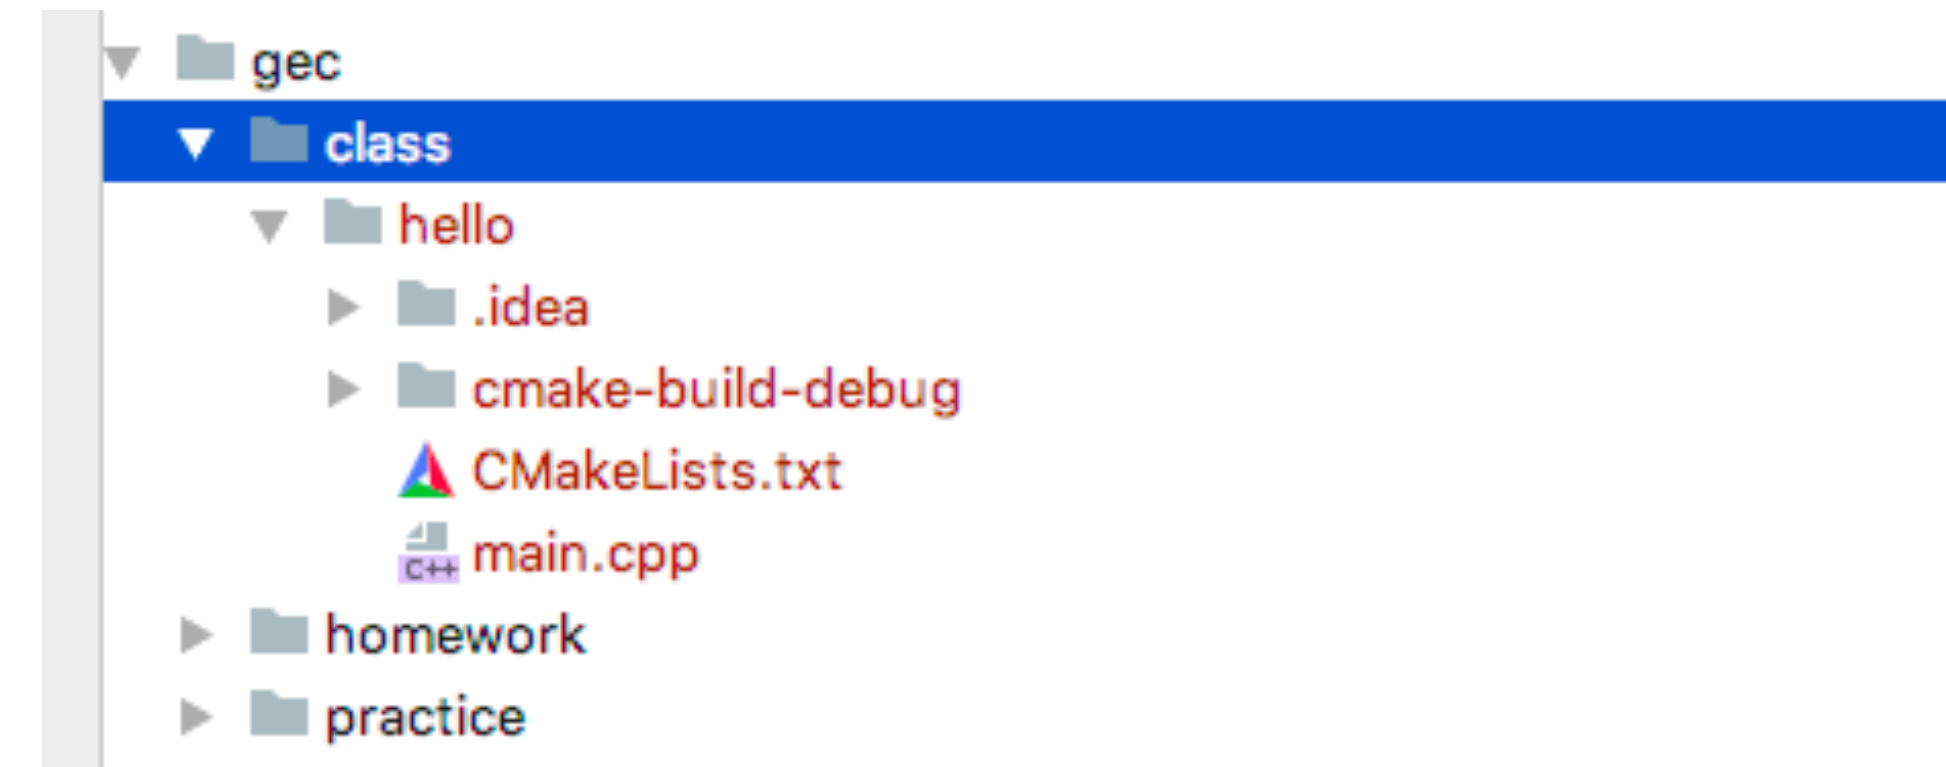 gec
class
hello
.idea
cmake-build-debug
CMakeLists.txt
C++ main.cpp
homework
practice